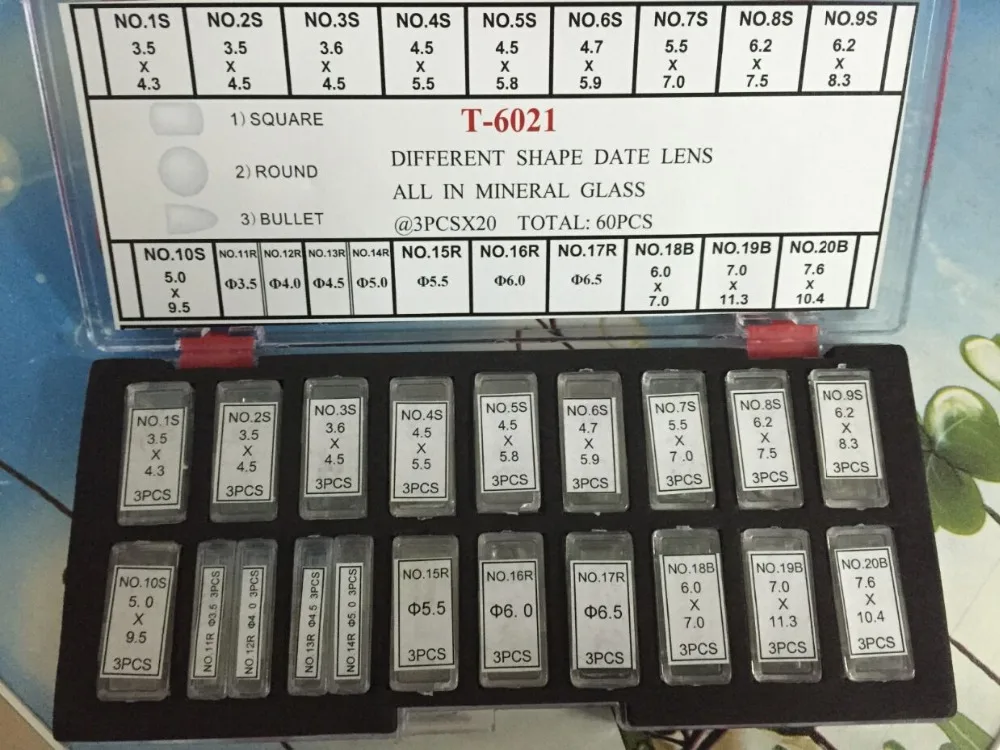 NO.1S NO.2S NO.3S NO.4S NO.5S NO.6S NO.7S NO.8S NO.9S
3.5 3.5 3.6 4.5 4.5 4.7 5.5 6.2 6.2
X X X X X X X X X
4.3 4.5 4.5 5.5 5.8 5.9 7.0 7.5 8.3
1) SQUARE
T-6021
2) ROUND
DIFFERENT SHAPE DATE LENS
ALL IN MINERAL GLASS
3) BULLET
@3PCSX20 TOTAL: 60PCS
NO.10S NO.11R NO.12R NO.13R NO.14R NO.15R NO.16R NO.17R NO.18B NO.19B NO.20B
5.0 Φ3.5 Φ4.0 Φ4.5 Φ5.0 Φ5.5 Φ6.0 Φ6.5 6.0 7.0 7.6
X X X X
9.5 7.0 11.3 10.4
NO.1S NO.2S NO.3S NO.4S NO.5S NO.6S NO.7S NO.8S NO.9S
3.5 3.5 3.6 4.5 4.5 4.7 5.5 6.2 6.2
X X X X X X X X X
4.3 4.5 4.5 5.5 5.8 5.9 7.0 7.5 8.3
3PCS 3PCS 3PCS 3PCS 3PCS 3PCS 3PCS 3PCS 3PCS
NO.10S
5.0
X
9.5
3PCS
NO.11R Φ3.5 3PCS
NO.12R Φ4.0 3PCS
NO.13R Φ4.5 3PCS
NO.14R Φ5.0 3PCS
NO.15R
Φ5.5
3PCS
NO.16R
Φ6.0
3PCS
NO.17R
Φ6.5
3PCS
NO.18B
6.0
X
7.0
3PCS
NO.19B
7.0
X
11.3
3PCS
NO.20B
7.6
X
10.4
3PCS